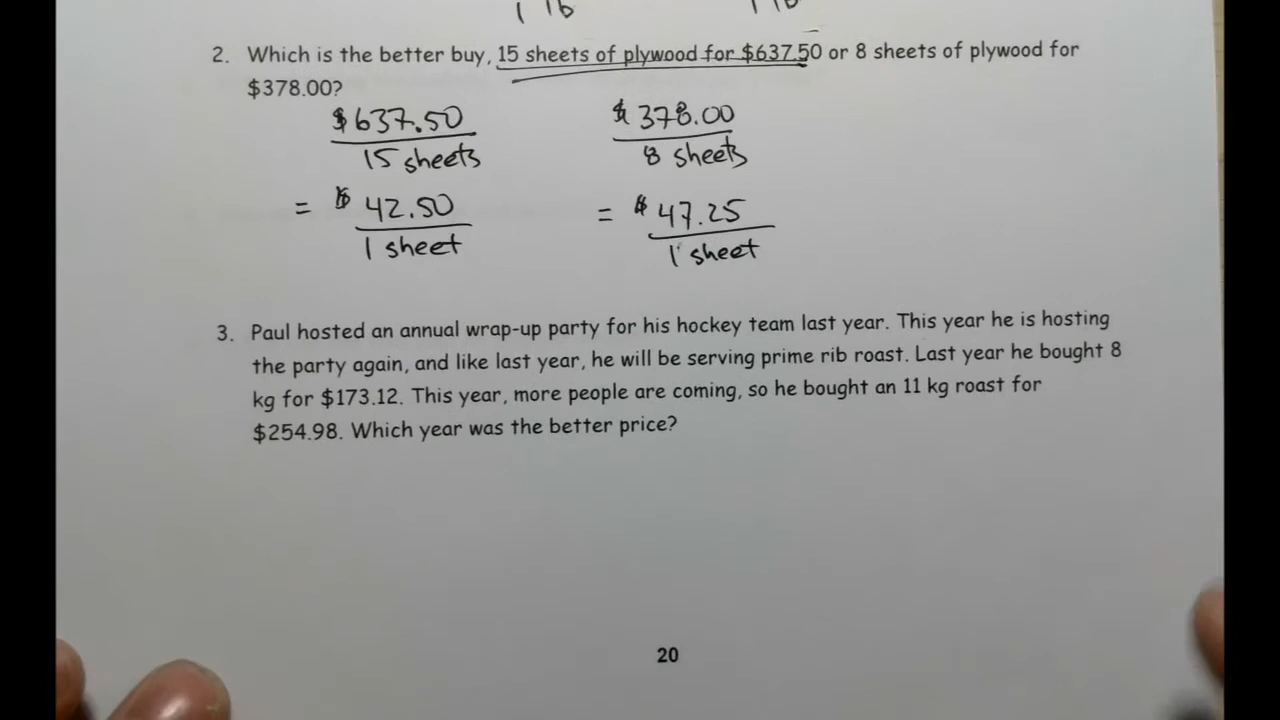 1 lb 1 lb
2. Which is the better buy, 15 sheets of plywood for $637.50 or 8 sheets of plywood for
$378.00?
$637.50 $378.00
15 sheets 8 sheets
= $42.50 = $47.25
1 sheet 1 sheet
3. Paul hosted an annual wrap-up party for his hockey team last year. This year he is hosting
the party again, and like last year, he will be serving prime rib roast. Last year he bought 8
kg for $173.12. This year, more people are coming, so he bought an 11 kg roast for
$254.98. Which year was the better price?
20